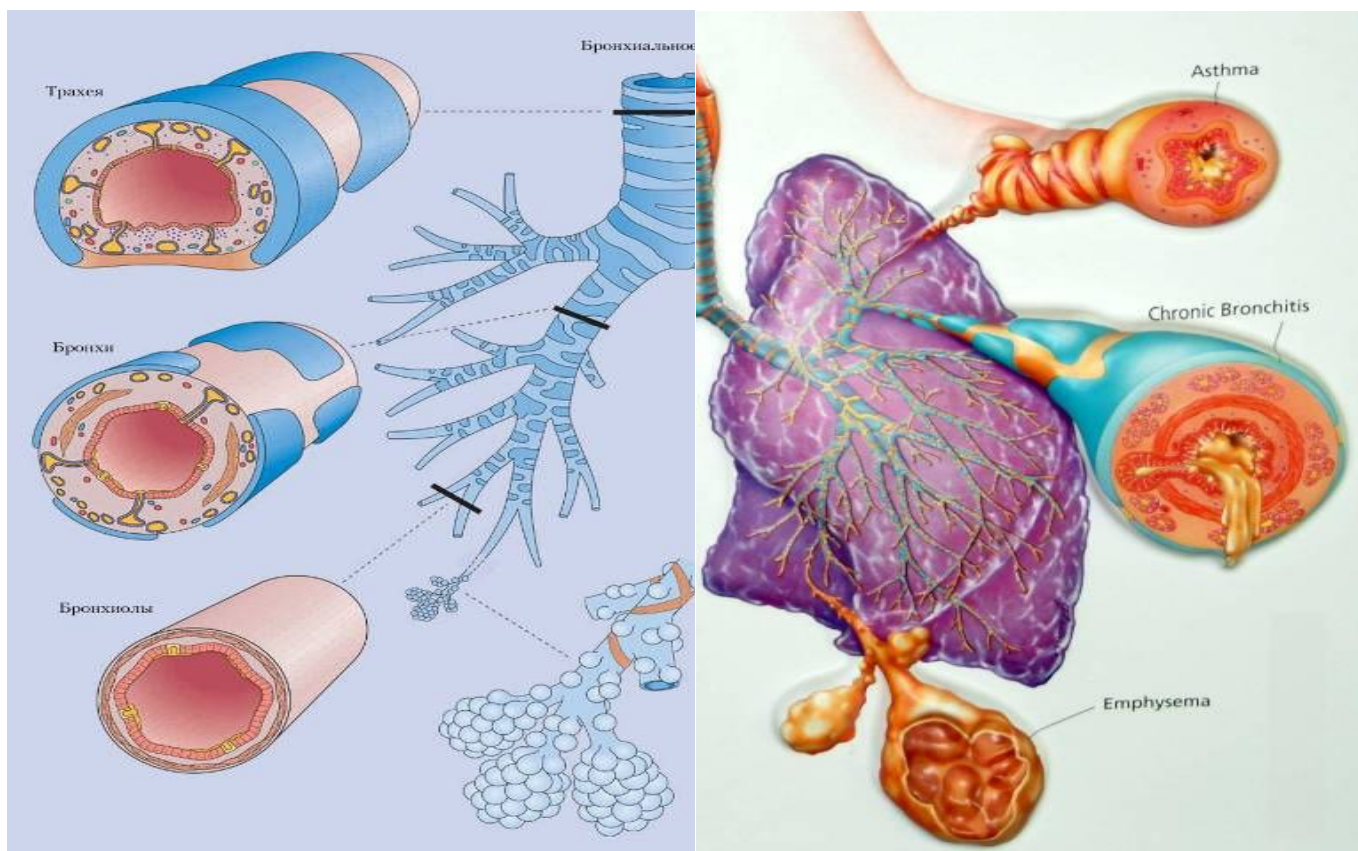 Бронхиальное
Трахея
Бронхи
Бронхиолы
Asthma
Chronic Bronchitis
Emphysema